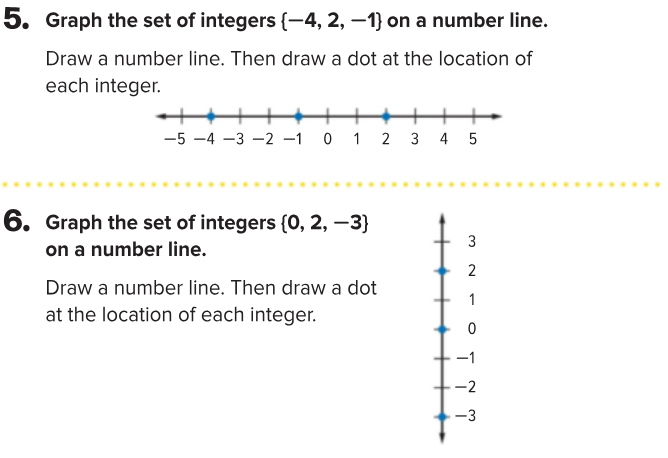 5. Graph the set of integers {−4, 2, −1} on a number line.
Draw a number line. Then draw a dot at the location of
each integer.
−5 −4 −3 −2 −1 0 1 2 3 4 5
6. Graph the set of integers {0, 2, −3}
on a number line.
Draw a number line. Then draw a dot
at the location of each integer.
3
2
1
0
−1
−2
−3